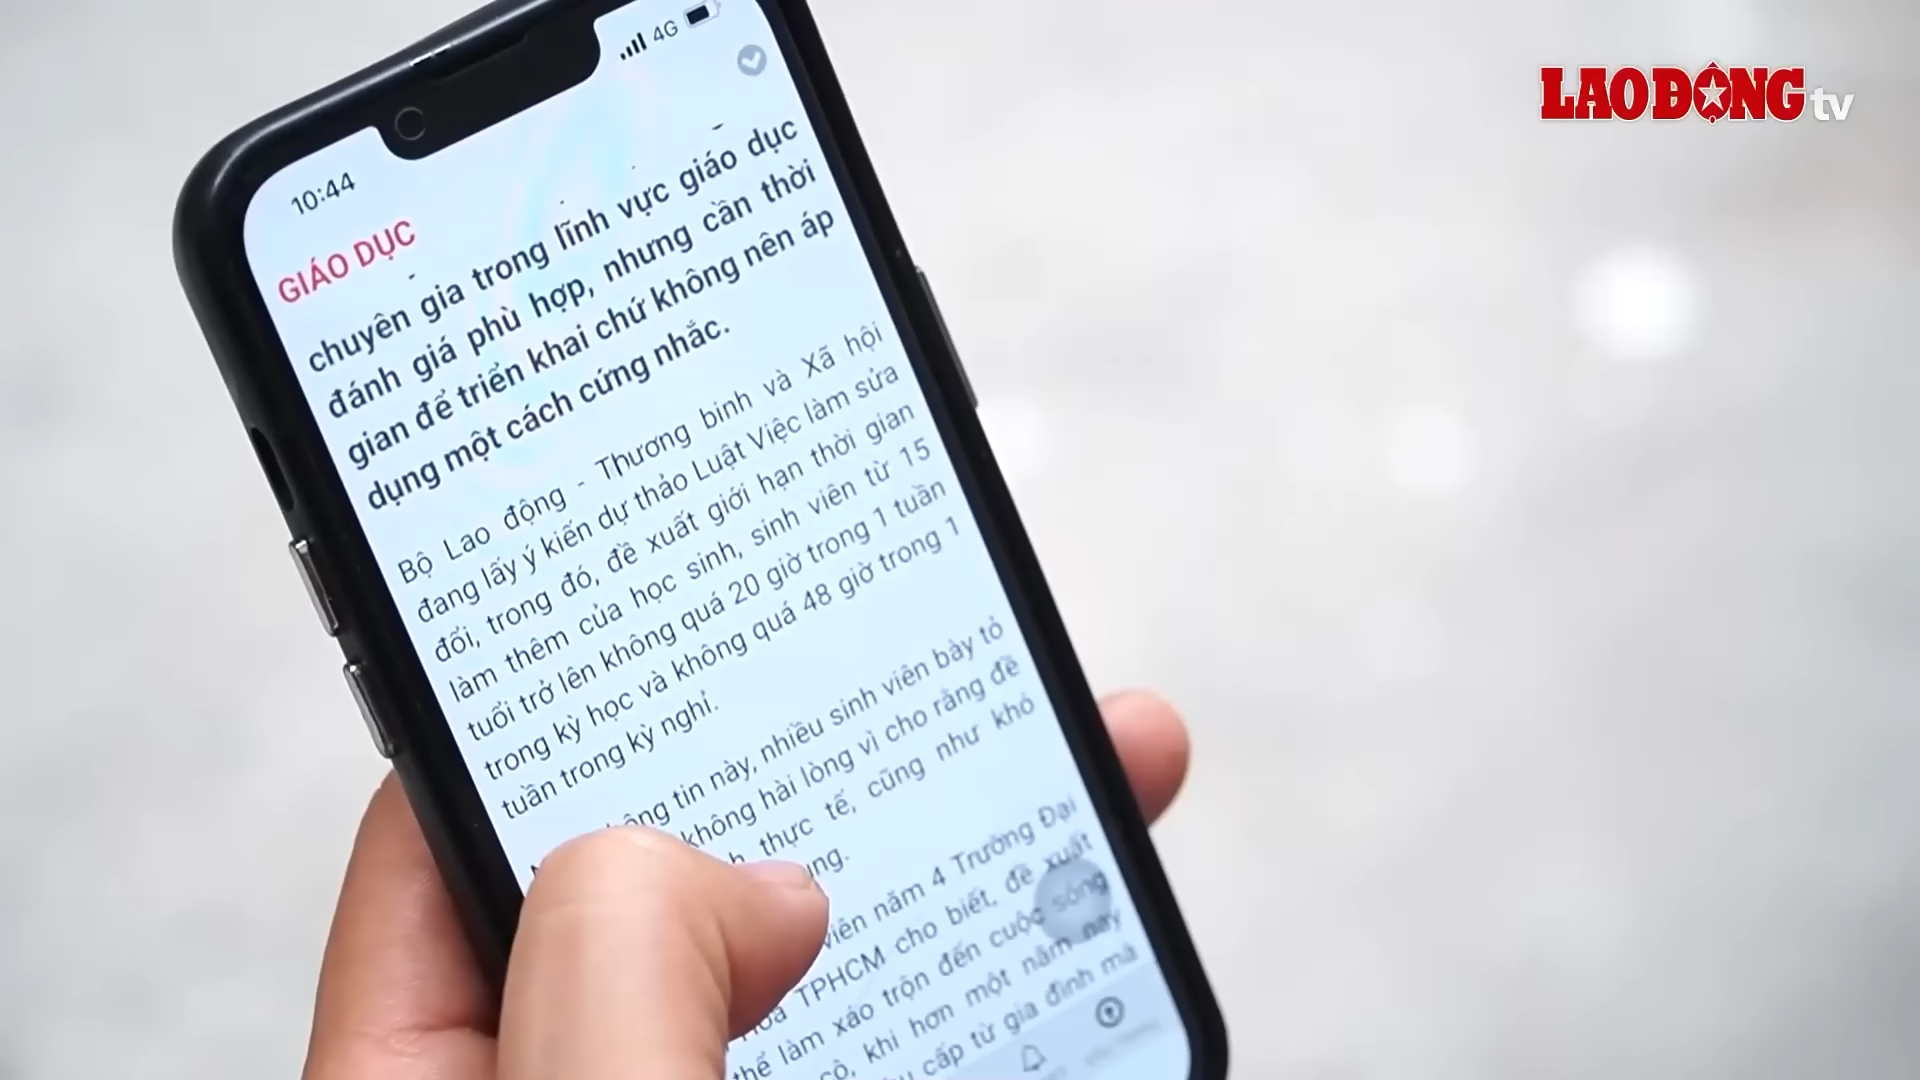 LAO ĐỘNG tv
4G
10:44
GIÁO DỤC
chuyên gia trong lĩnh vực giáo dục
đánh giá phù hợp, nhưng cần thời
gian để triển khai chứ không nên áp
dụng một cách cứng nhắc.
Bộ Lao động - Thương binh và Xã hội
đang lấy ý kiến dự thảo Luật Việc làm sửa
đổi, trong đó, đề xuất giới hạn thời gian
làm thêm của học sinh, sinh viên từ 15
tuổi trở lên không quá 20 giờ trong 1 tuần
trong kỳ học và không quá 48 giờ trong 1
tuần trong kỳ nghỉ.
tin này, nhiều sinh viên bày tỏ
không hài lòng vì cho rằng đề
thực tế, cũng như khó
viên năm 4 Trường Đại
TPHCM cho biết, đề xuất
thể làm xáo trộn đến cuộc sống
cô, khi hơn một năm nay
cấp từ gia đình mà